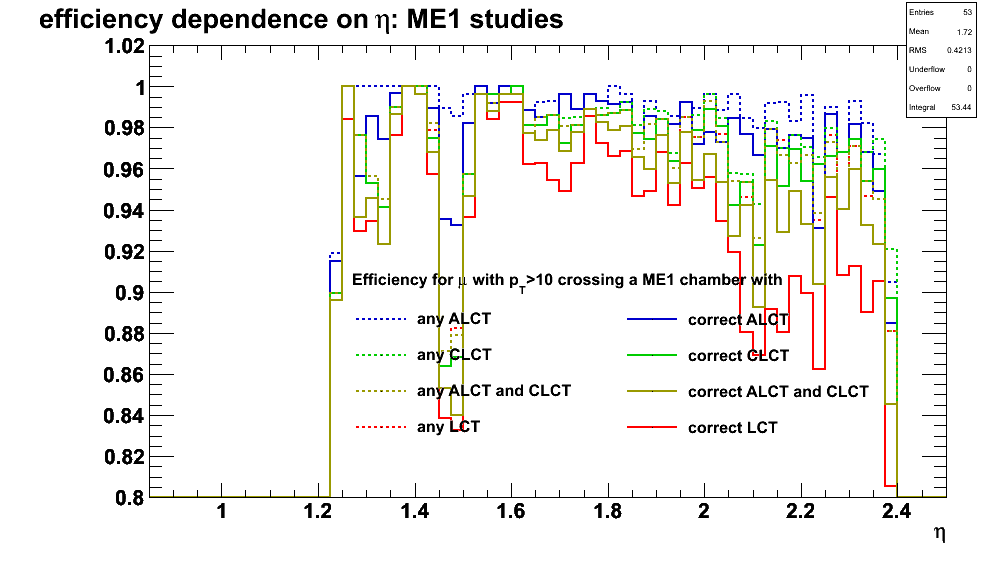 efficiency dependence on η: ME1 studies
Entries 53
Mean 1.72
RMS 0.4213
Underflow 0
Overflow 0
Integral 53.44
1.02
1
0.98
0.96
0.94
0.92
0.9
0.88
0.86
0.84
0.82
0.8
Efficiency for μ with pT>10 crossing a ME1 chamber with
any ALCT correct ALCT
any CLCT correct CLCT
any ALCT and CLCT correct ALCT and CLCT
any LCT correct LCT
1 1.2 1.4 1.6 1.8 2 2.2 2.4
η